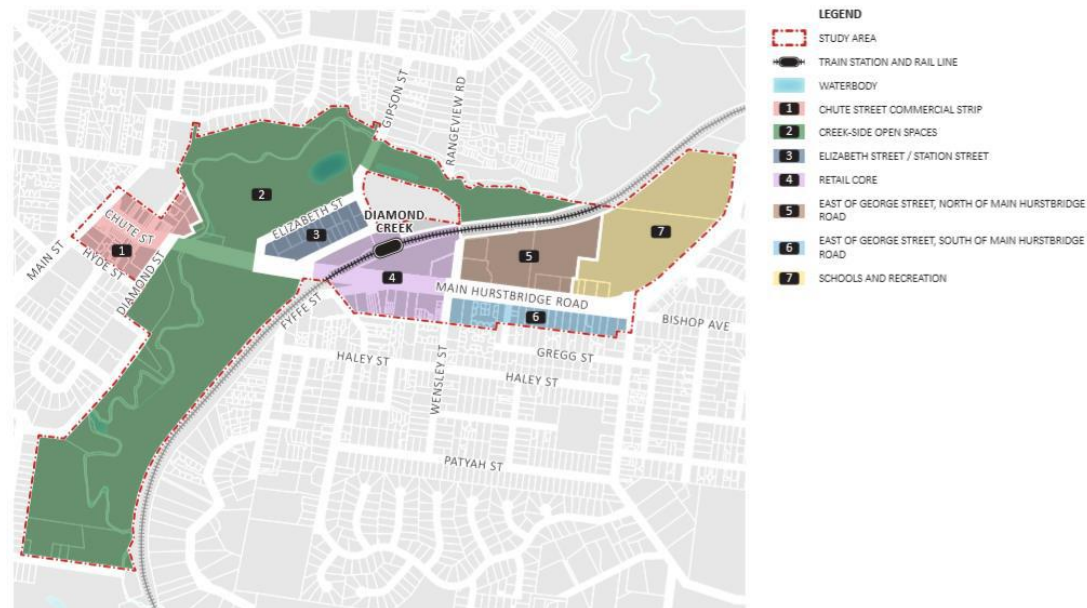 GIPSON ST
RANGEVIEW RD
2
ELIZABETH ST
3
DIAMOND
CREEK
CHUTE ST
1
HYDE ST
MAIN ST
DIAMOND ST
4
5
7
MAIN HURSTBRIDGE ROAD
6
BISHOP AVE
FYFFE ST
HALEY ST
WENSLEY ST
GREGG ST
HALEY ST
PATYAH ST
LEGEND
STUDY AREA
TRAIN STATION AND RAIL LINE
WATERBODY
1 CHUTE STREET COMMERCIAL STRIP
2 CREEK-SIDE OPEN SPACES
3 ELIZABETH STREET / STATION STREET
4 RETAIL CORE
5 EAST OF GEORGE STREET, NORTH OF MAIN HURSTBRIDGE
ROAD
6 EAST OF GEORGE STREET, SOUTH OF MAIN HURSTBRIDGE
ROAD
7 SCHOOLS AND RECREATION